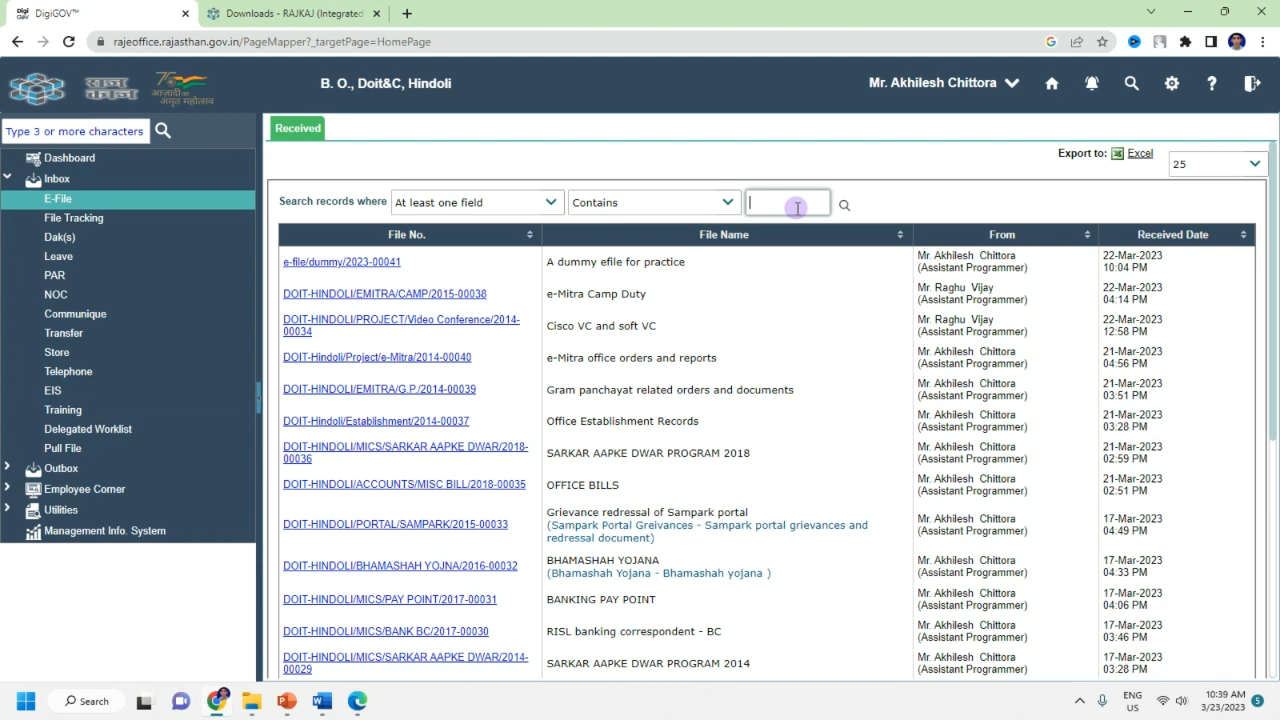 DigiGOV™
Downloads - RAJKAJ (Integrated
rajeoffice.rajasthan.gov.in/PageMapper?_targetPage=HomePage
राज काज
75
आज़ादी का अमृत महोत्सव
B. O., Doit&C, Hindoli
Mr. Akhilesh Chittora
Type 3 or more characters
Dashboard
Inbox
E-File
File Tracking
Dak(s)
Leave
PAR
NOC
Communique
Transfer
Store
Telephone
EIS
Training
Delegated Worklist
Pull File
Outbox
Employee Corner
Utilities
Management Info. System
Received
Export to: Excel
25
Search records where At least one field Contains
File No. File Name From Received Date
e-file/dummy/2023-00041 A dummy efile for practice Mr. Akhilesh Chittora (Assistant Programmer) 22-Mar-2023 10:04 PM
DOIT-HINDOLI/EMITRA/CAMP/2015-00038 e-Mitra Camp Duty Mr. Raghu Vijay (Assistant Programmer) 22-Mar-2023 04:14 PM
DOIT-HINDOLI/PROJECT/Video Conference/2014-00034 Cisco VC and soft VC Mr. Raghu Vijay (Assistant Programmer) 22-Mar-2023 12:58 PM
DOIT-Hindoli/Project/e-Mitra/2014-00040 e-Mitra office orders and reports Mr. Akhilesh Chittora (Assistant Programmer) 21-Mar-2023 04:56 PM
DOIT-HINDOLI/EMITRA/G.P./2014-00039 Gram panchayat related orders and documents Mr. Akhilesh Chittora (Assistant Programmer) 21-Mar-2023 03:51 PM
DOIT-Hindoli/Establishment/2014-00037 Office Establishment Records Mr. Akhilesh Chittora (Assistant Programmer) 21-Mar-2023 03:28 PM
DOIT-HINDOLI/MICS/SARKAR AAPKE DWAR/2018-00036 SARKAR AAPKE DWAR PROGRAM 2018 Mr. Akhilesh Chittora (Assistant Programmer) 21-Mar-2023 02:59 PM
DOIT-HINDOLI/ACCOUNTS/MISC BILL/2018-00035 OFFICE BILLS Mr. Akhilesh Chittora (Assistant Programmer) 21-Mar-2023 02:51 PM
DOIT-HINDOLI/PORTAL/SAMPARK/2015-00033 Grievance redressal of Sampark portal (Sampark Portal Greivances - Sampark portal grievances and redressal document) Mr. Akhilesh Chittora (Assistant Programmer) 17-Mar-2023 04:49 PM
DOIT-HINDOLI/BHAMASHAH YOJNA/2016-00032 BHAMASHAH YOJANA (Bhamashah Yojana - Bhamashah yojana ) Mr. Akhilesh Chittora (Assistant Programmer) 17-Mar-2023 04:33 PM
DOIT-HINDOLI/MICS/PAY POINT/2017-00031 BANKING PAY POINT Mr. Akhilesh Chittora (Assistant Programmer) 17-Mar-2023 04:06 PM
DOIT-HINDOLI/MICS/BANK BC/2017-00030 RISL banking correspondent - BC Mr. Akhilesh Chittora (Assistant Programmer) 17-Mar-2023 03:46 PM
DOIT-HINDOLI/MICS/SARKAR AAPKE DWAR/2014-00029 SARKAR AAPKE DWAR PROGRAM 2014 Mr. Akhilesh Chittora (Assistant Programmer) 17-Mar-2023 03:28 PM
Search
ENG US
10:39 AM
3/23/2023
5